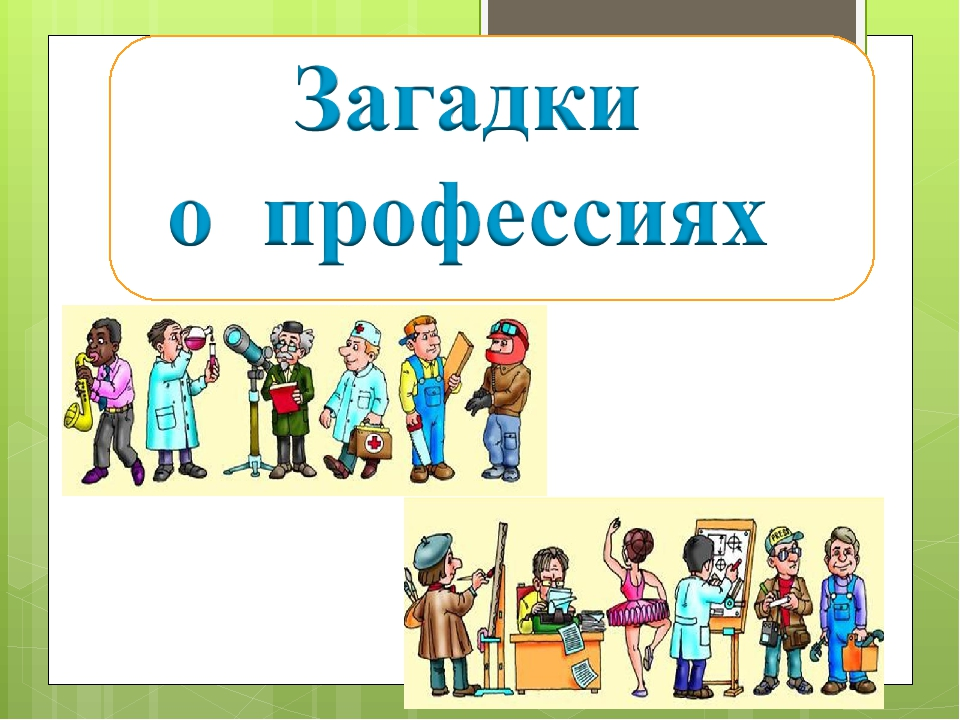 Загадки
о профессиях